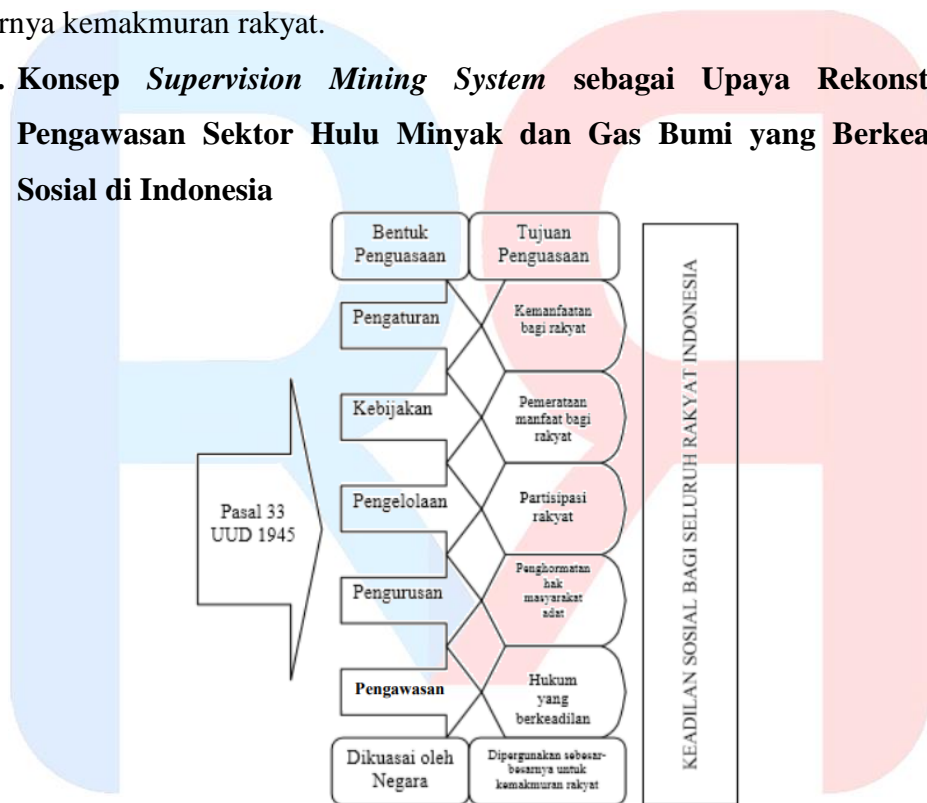 rnya kemakmuran rakyat.
. Konsep Supervision Mining System sebagai Upaya Rekonst
Pengawasan Sektor Hulu Minyak dan Gas Bumi yang Berkea
Sosial di Indonesia
Bentuk
Penguasaan
Tujuan
Penguasaan
Pasal 33
UUD 1945
Pengaturan
Kemanfaatan
bagi rakyat
Kebijakan
Pemerataan
manfaat bagi
rakyat
Pengelolaan
Partisipasi
rakyat
Pengurusan
Penghormatan
hak
masyarakat
adat
Pengawasan
Hukum
yang
berkeadilan
Dikuasai oleh
Negara
Dipergunakan sebesar-
besarnya untuk
kemakmuran rakyat
KEADILAN SOSIAL BAGI SELURUH RAKYAT INDONESIA